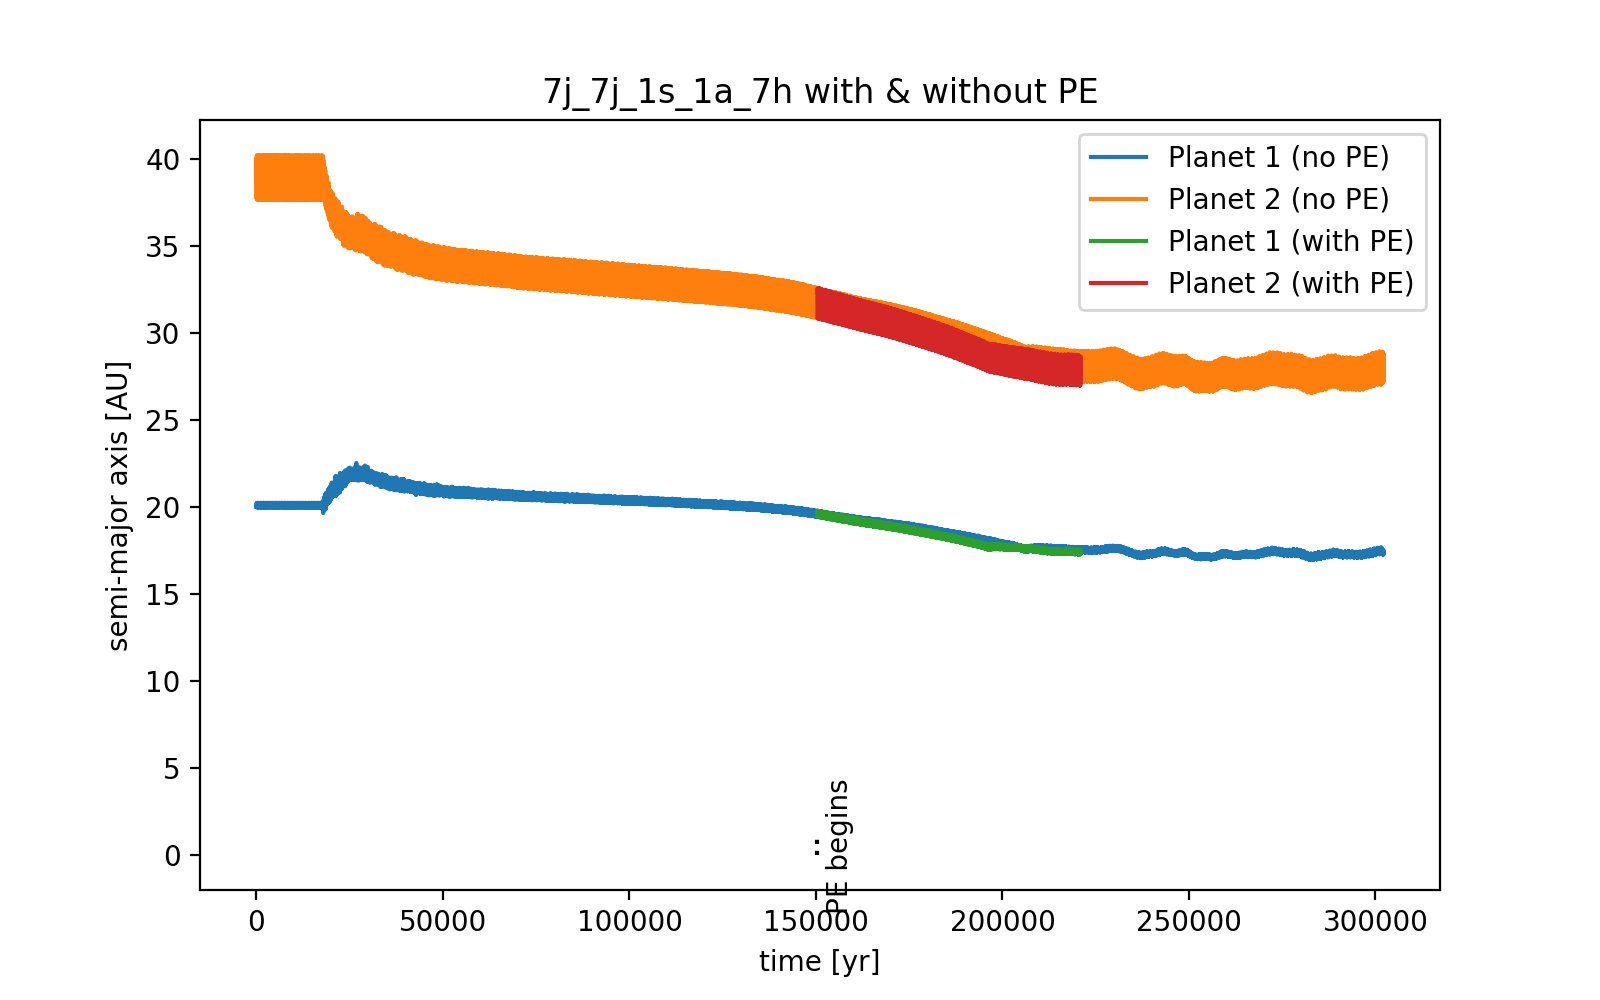 7j_7j_1s_1a_7h with & without PE
Planet 1 (no PE)
Planet 2 (no PE)
Planet 1 (with PE)
Planet 2 (with PE)
semi-major axis [AU]
40
35
30
25
20
15
10
5
0
PE begins
0
50000
100000
150000
200000
250000
300000
time [yr]